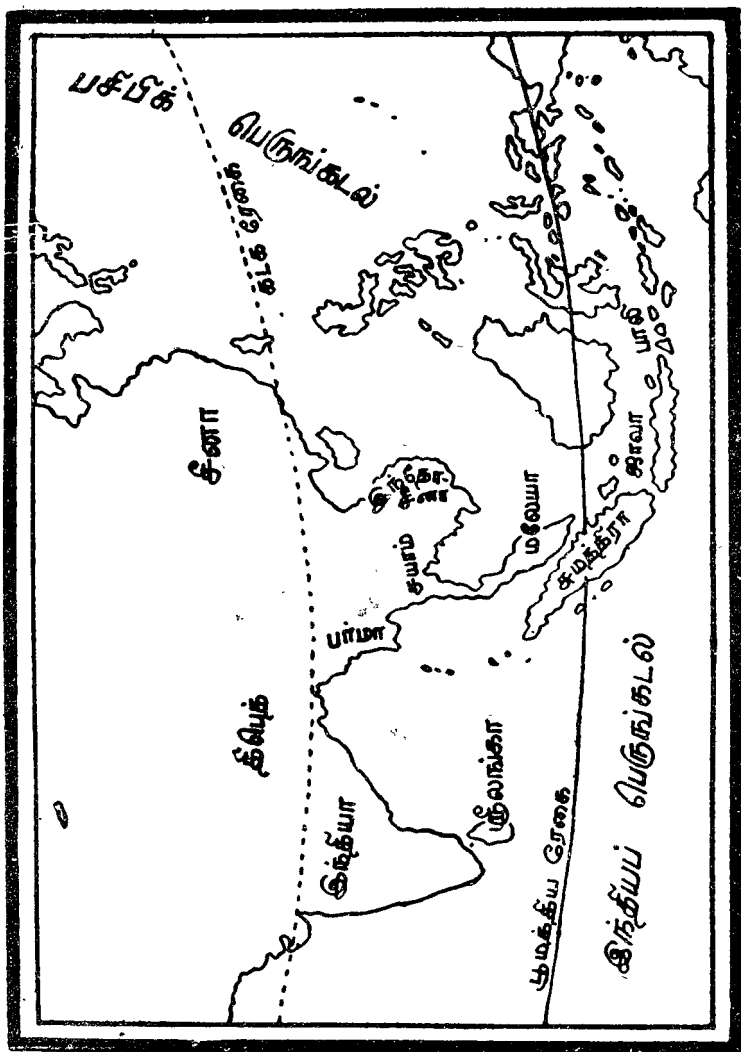 பசிபிக்
பெருங்கடல்
கடக ரேகை
சீனா
இந்தோ-
சீனா
சயாம்
மலேயா
பர்மா
திபெத்
இந்தியா
ஸ்ரீலங்கா
சுமத்திரா
ஜாவா
பாலி
பூமத்திய ரேகை
இந்தியப் பெருங்கடல்